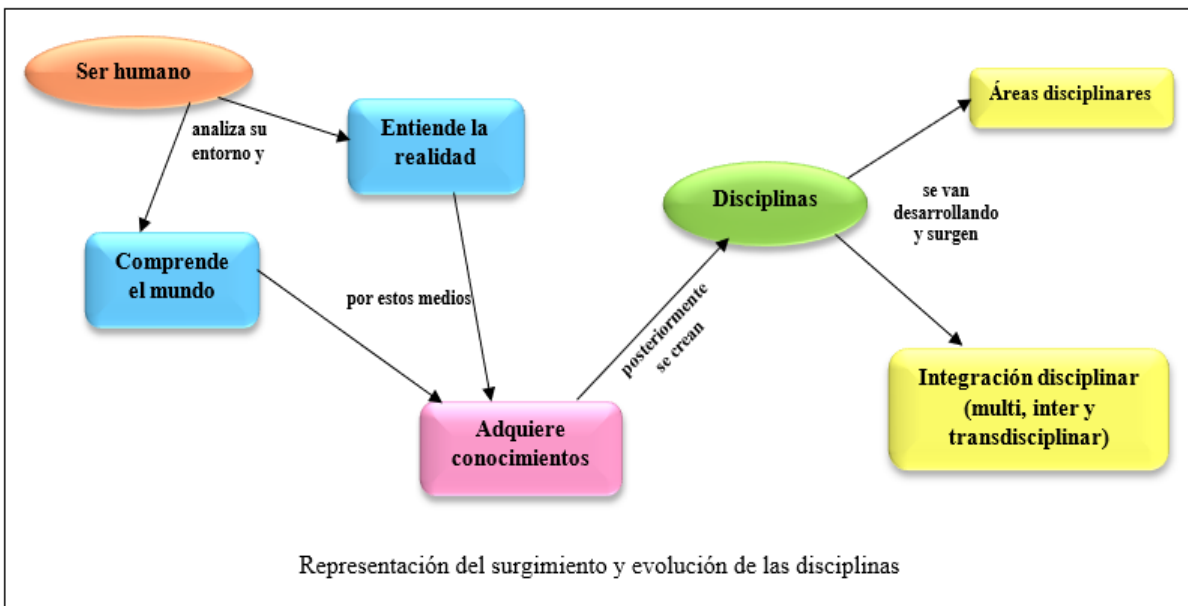 Ser humano
analiza su
entorno y
Entiende la
realidad
Comprende
el mundo
por estos medios
Adquiere
conocimientos
posteriormente
se crean
Disciplinas
Áreas disciplinares
se van
desarrollando
y surgen
Integración disciplinar
(multi, inter y
transdisciplinar)
Representación del surgimiento y evolución de las disciplinas